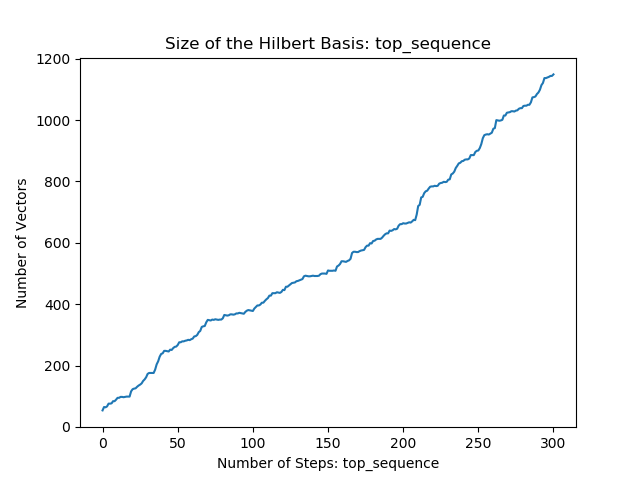 Size of the Hilbert Basis: top_sequence
1200
1000
800
600
400
200
0
Number of Vectors
0 50 100 150 200 250 300
Number of Steps: top_sequence